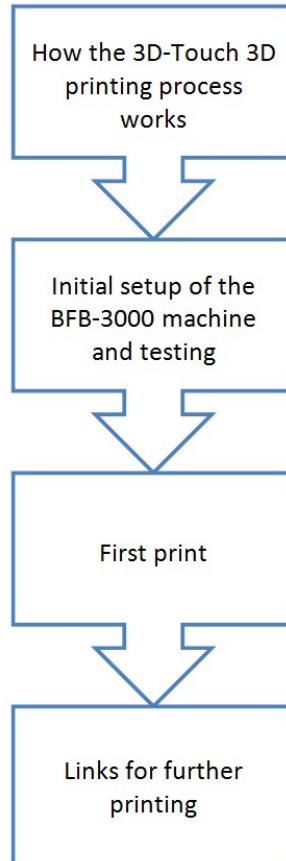 How the 3D-Touch 3D
printing process
works
Initial setup of the
BFB-3000 machine
and testing
First print
Links for further
printing